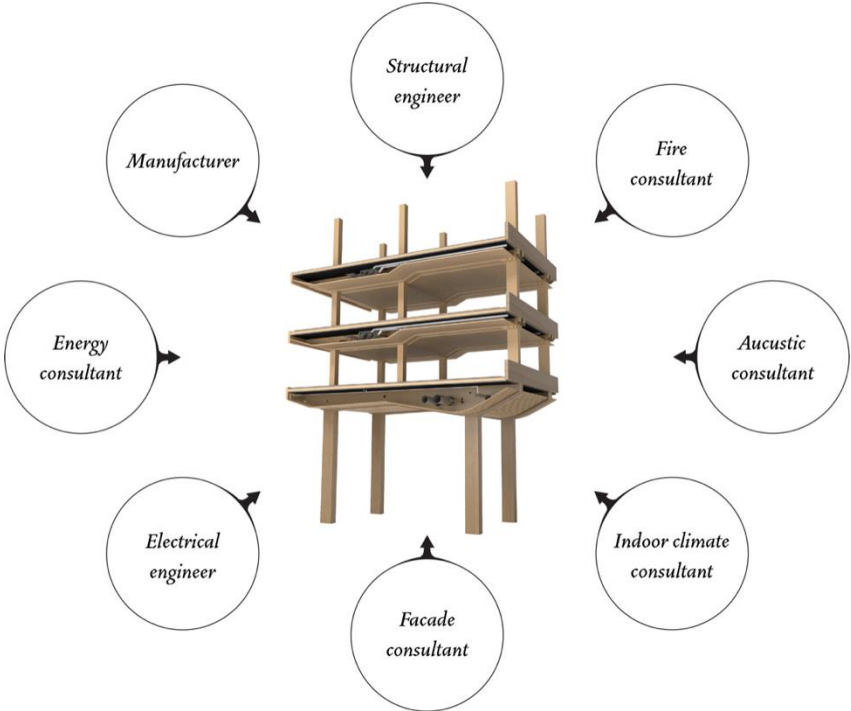 Structural
engineer
Manufacturer
Fire
consultant
Energy
consultant
Aucustic
consultant
Electrical
engineer
Indoor climate
consultant
Facade
consultant